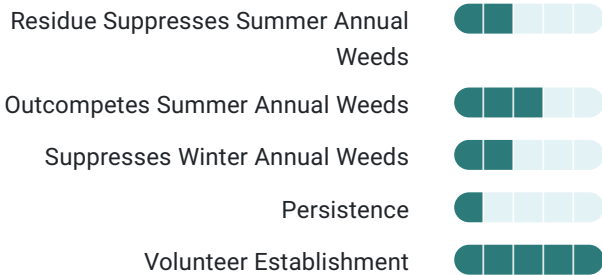 Residue Suppresses Summer Annual
Weeds
Outcompetes Summer Annual Weeds
Suppresses Winter Annual Weeds
Persistence
Volunteer Establishment